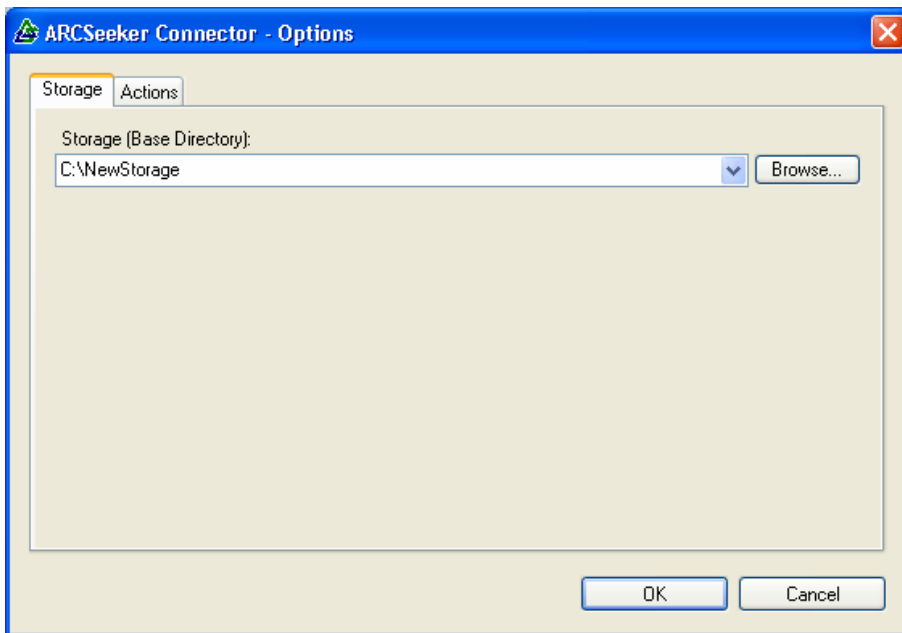 ARCSeeker Connector - Options
Storage Actions
Storage (Base Directory):
C:\NewStorage Browse...
OK Cancel